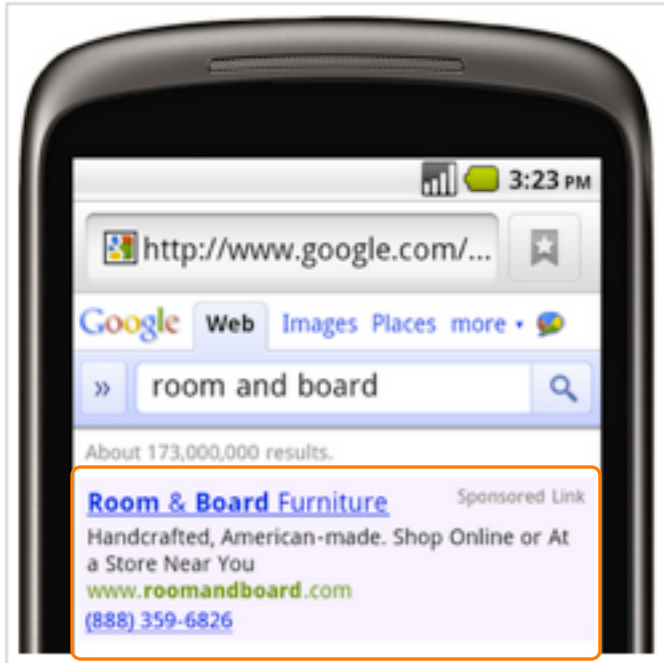 3:23 PM
http://www.google.com/...
Google Web Images Places more
» room and board
About 173,000,000 results.
Room & Board Furniture Sponsored Link
Handcrafted, American-made. Shop Online or At
a Store Near You
www.roomandboard.com
(888) 359-6826